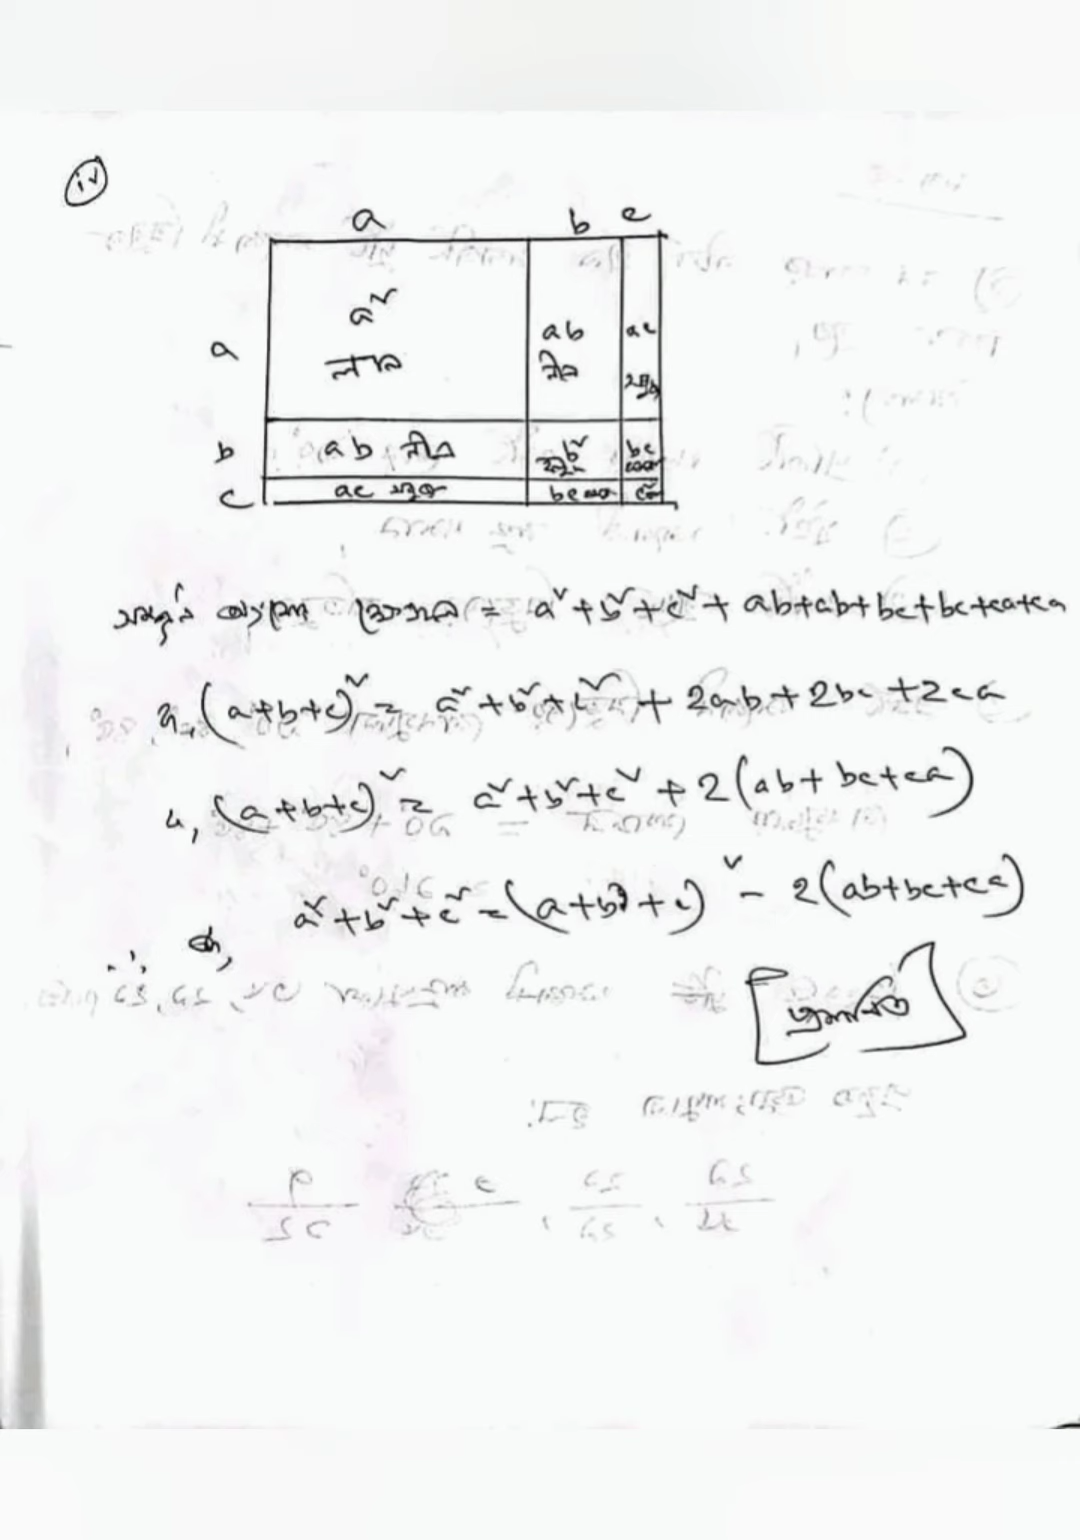 iv
a b c
a a² লাল ab নীল ac সবুজ
b ab নীল b² bc
c ac সবুজ bc c²
সম্পূর্ণ ক্ষেত্রফল = a² + b² + c² + ab+ab+bc+bc+ca+ca
বা, (a+b+c)² = a² + b² + c² + 2ab + 2bc + 2ca
বা, (a+b+c)² = a² + b² + c² + 2(ab + bc + ca)
∴ a² + b² + c² = (a+b+c)² - 2(ab+bc+ca)
প্রমাণিত